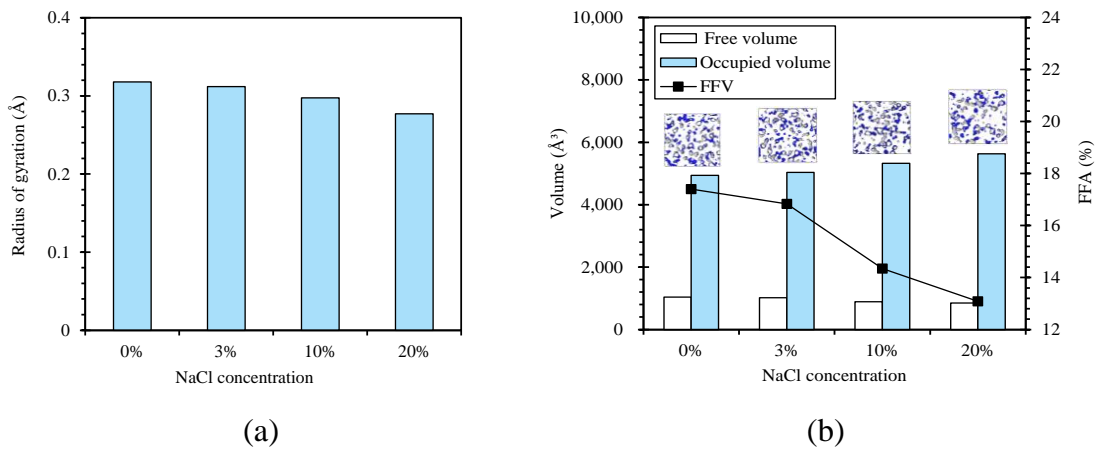 0.4
0.3
0.2
0.1
0
Radius of gyration (Å)
0% 3% 10% 20%
NaCl concentration
(a)
10,000
8,000
6,000
4,000
2,000
0
Volume (Å³)
Free volume
Occupied volume
FFV
24
22
20
18
16
14
12
FFA (%)
0% 3% 10% 20%
NaCl concentration
(b)